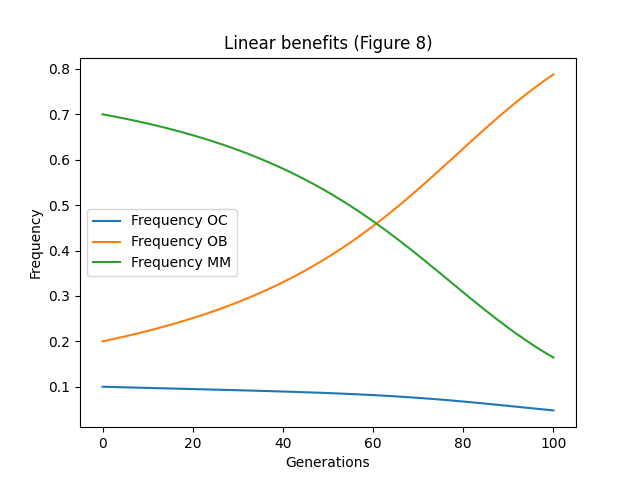 Linear benefits (Figure 8)
Frequency
0.8
0.7
0.6
0.5
0.4
0.3
0.2
0.1
Frequency OC
Frequency OB
Frequency MM
0 20 40 60 80 100
Generations